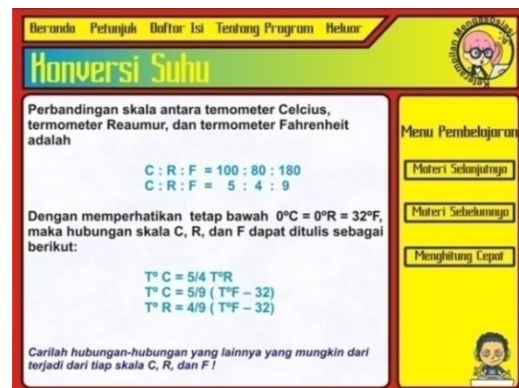 Beranda Petunjuk Daftar Isi Tentang Program Keluar
Keterampilan Mengasosiasi
Konversi Suhu
Perbandingan skala antara temometer Celcius,
termometer Reaumur, dan termometer Fahrenheit
adalah
C : R : F = 100 : 80 : 180
C : R : F = 5 : 4 : 9
Dengan memperhatikan tetap bawah 0ºC = 0ºR = 32ºF,
maka hubungan skala C, R, dan F dapat ditulis sebagai
berikut:
Tº C = 5/4 TºR
Tº C = 5/9 ( TºF – 32)
Tº R = 4/9 ( TºF – 32)
Carilah hubungan-hubungan yang lainnya yang mungkin dari
terjadi dari tiap skala C, R, dan F !
Menu Pembelajaran
Materi Selanjutnya
Materi Sebelumnya
Menghitung Cepat